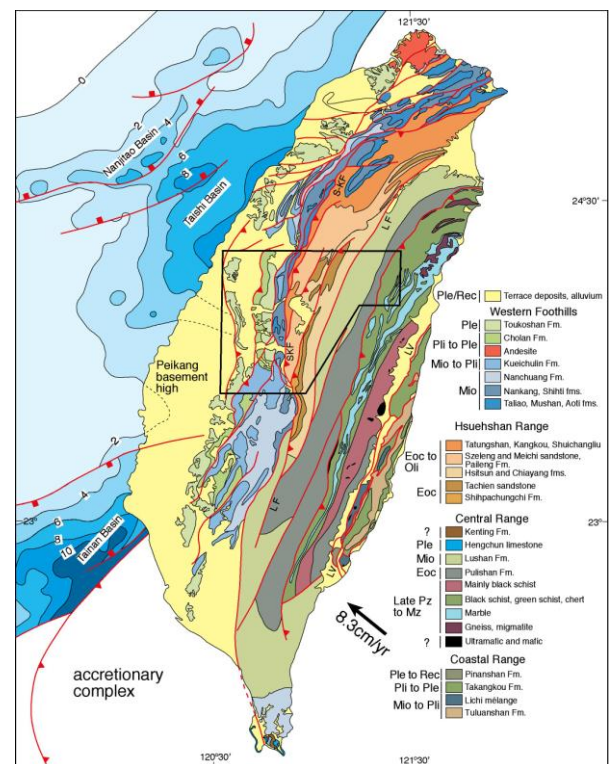 121°30'
0
2
4
6
8
Nanjitao Basin
Taishi Basin
S-KF
LF
24°30'
Ple/Rec Terrace deposits, alluvium
Western Foothills
Ple Toukoshan Fm.
Pli to Ple Cholan Fm.
Andesite
Mio to Pli Kueichulin Fm.
Nanchuang Fm.
Mio Nankang, Shihti fms.
Taliao, Mushan, Aoti fms.
Peikang
basement
high
SKF
LV
Hsuehshan Range
Tatungshan, Kangkou, Shuichangliu
Eoc to Oli Szeleng and Meichi sandstone, Paileng Fm.
Hsitsun and Chiayang fms.
Eoc Tachien sandstone
Shihpachungchi Fm.
2
23°
6
8
10
Tainan Basin
LF
23°
Central Range
? Kenting Fm.
Ple Hengchun limestone
Mio Lushan Fm.
Eoc Pulishan Fm.
Mainly black schist
Late Pz to Mz Black schist, green schist, chert
Marble
Gneiss, migmatite
? Ultramafic and mafic
LV
8.3cm/yr
Coastal Range
Ple to Rec Pinanshan Fm.
Pli to Ple Takangkou Fm.
Mio to Pli Lichi mélange
Tuluanshan Fm.
accretionary
complex
120°30'
121°30'